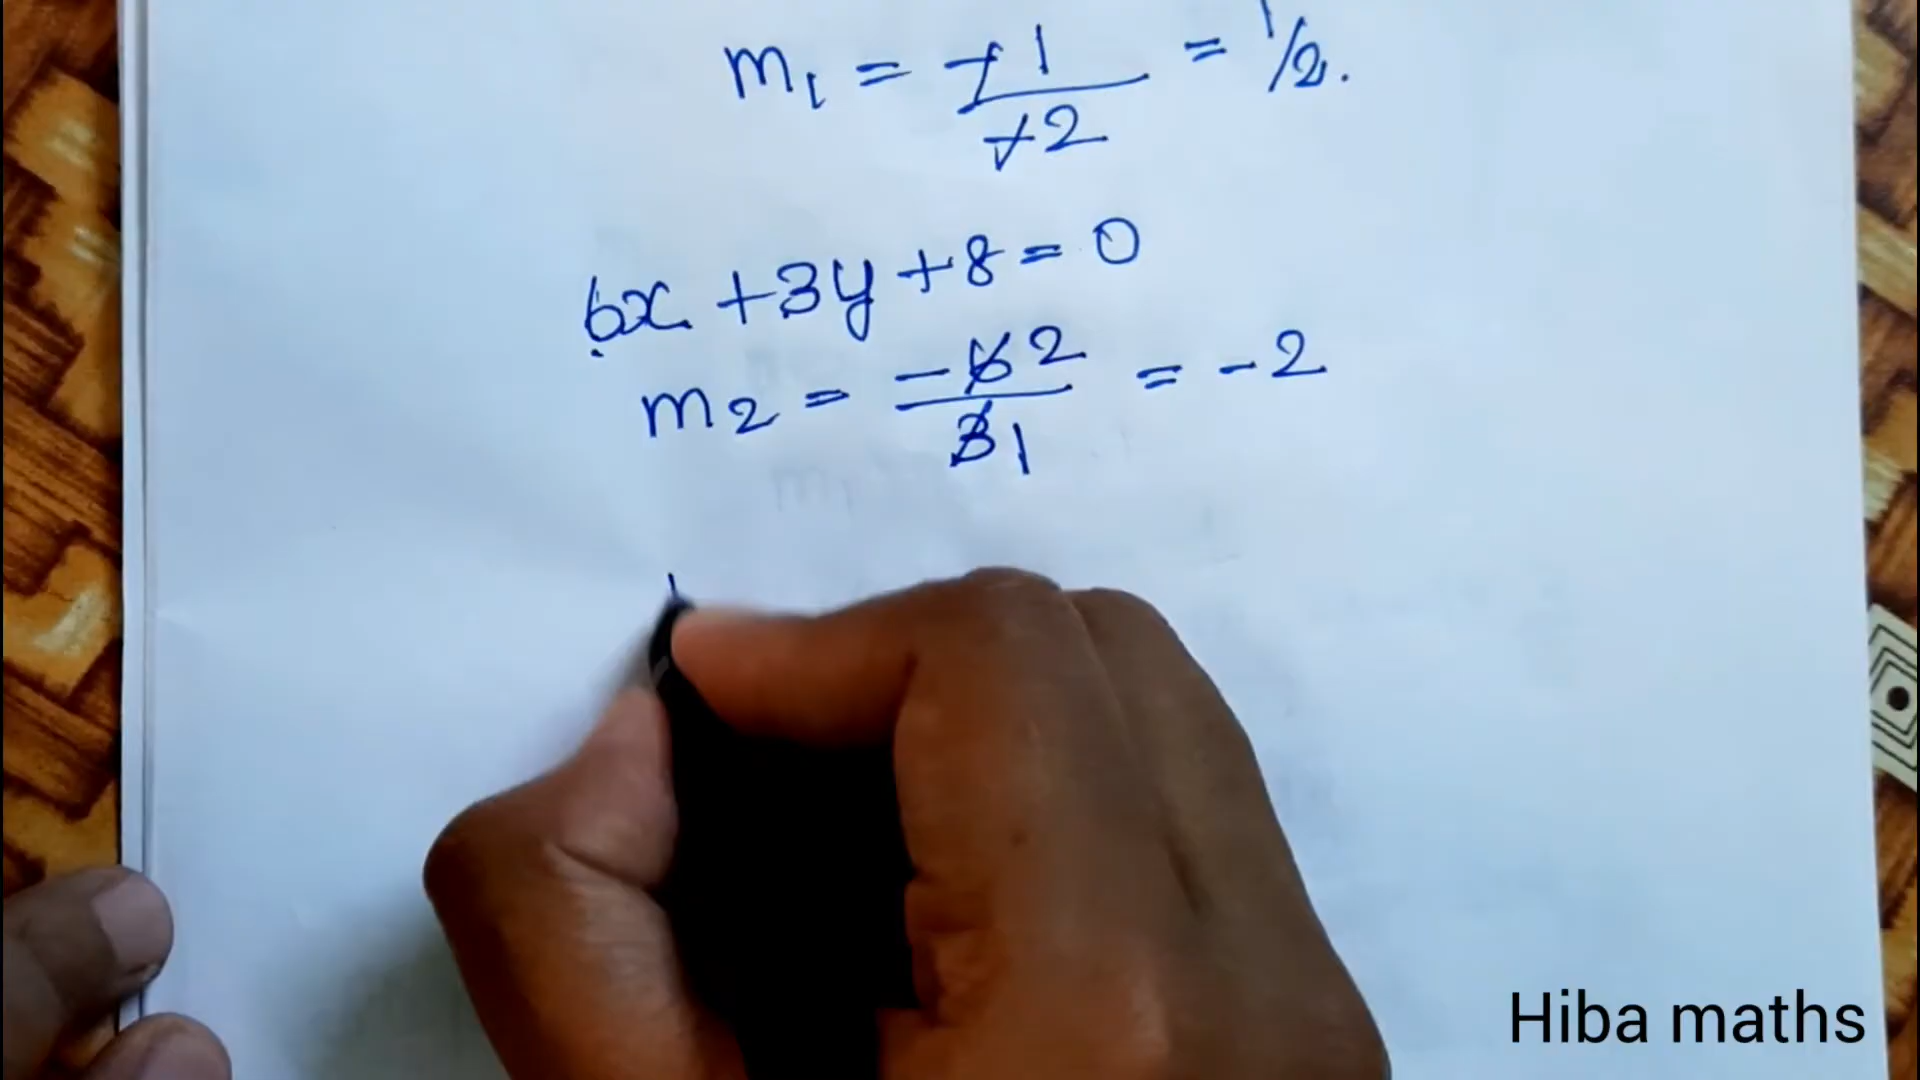 m₁ = -1/-2 = 1/2.
6x + 3y + 8 = 0
m₂ = -6 2/3 1 = -2
Hiba maths